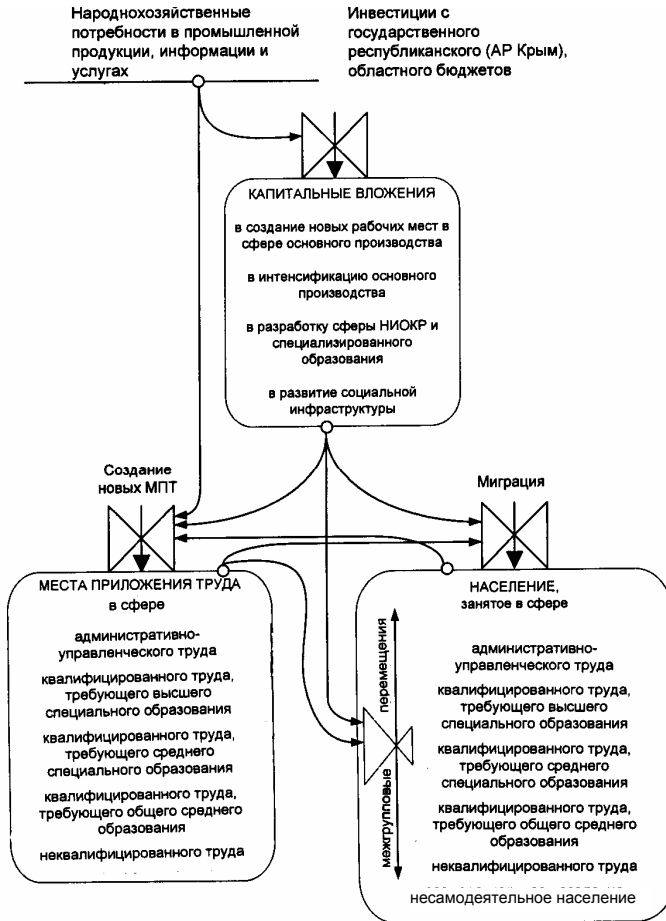 Народнохозяйственные
потребности в промышленной
продукции, информации и
услугах
Инвестиции с
государственного
республиканского (АР Крым),
областного бюджетов
КАПИТАЛЬНЫЕ ВЛОЖЕНИЯ
в создание новых рабочих мест в
сфере основного производства
в интенсификацию основного
производства
в разработку сферы НИОКР и
специализированного
образования
в развитие социальной
инфраструктуры
Создание
новых МПТ
Миграция
МЕСТА ПРИЛОЖЕНИЯ ТРУДА
в сфере
административно-
управленческого труда
квалифицированного труда,
требующего высшего
специального образования
квалифицированного труда,
требующего среднего
специального образования
квалифицированного труда,
требующего общего среднего
образования
неквалифицированного труда
НАСЕЛЕНИЕ,
занятое в сфере
межгрупповые перемещения
административно-
управленческого труда
квалифицированного труда,
требующего высшего
специального образования
квалифицированного труда,
требующего среднего
специального образования
квалифицированного труда,
требующего общего среднего
образования
неквалифицированного труда
несамодеятельное население